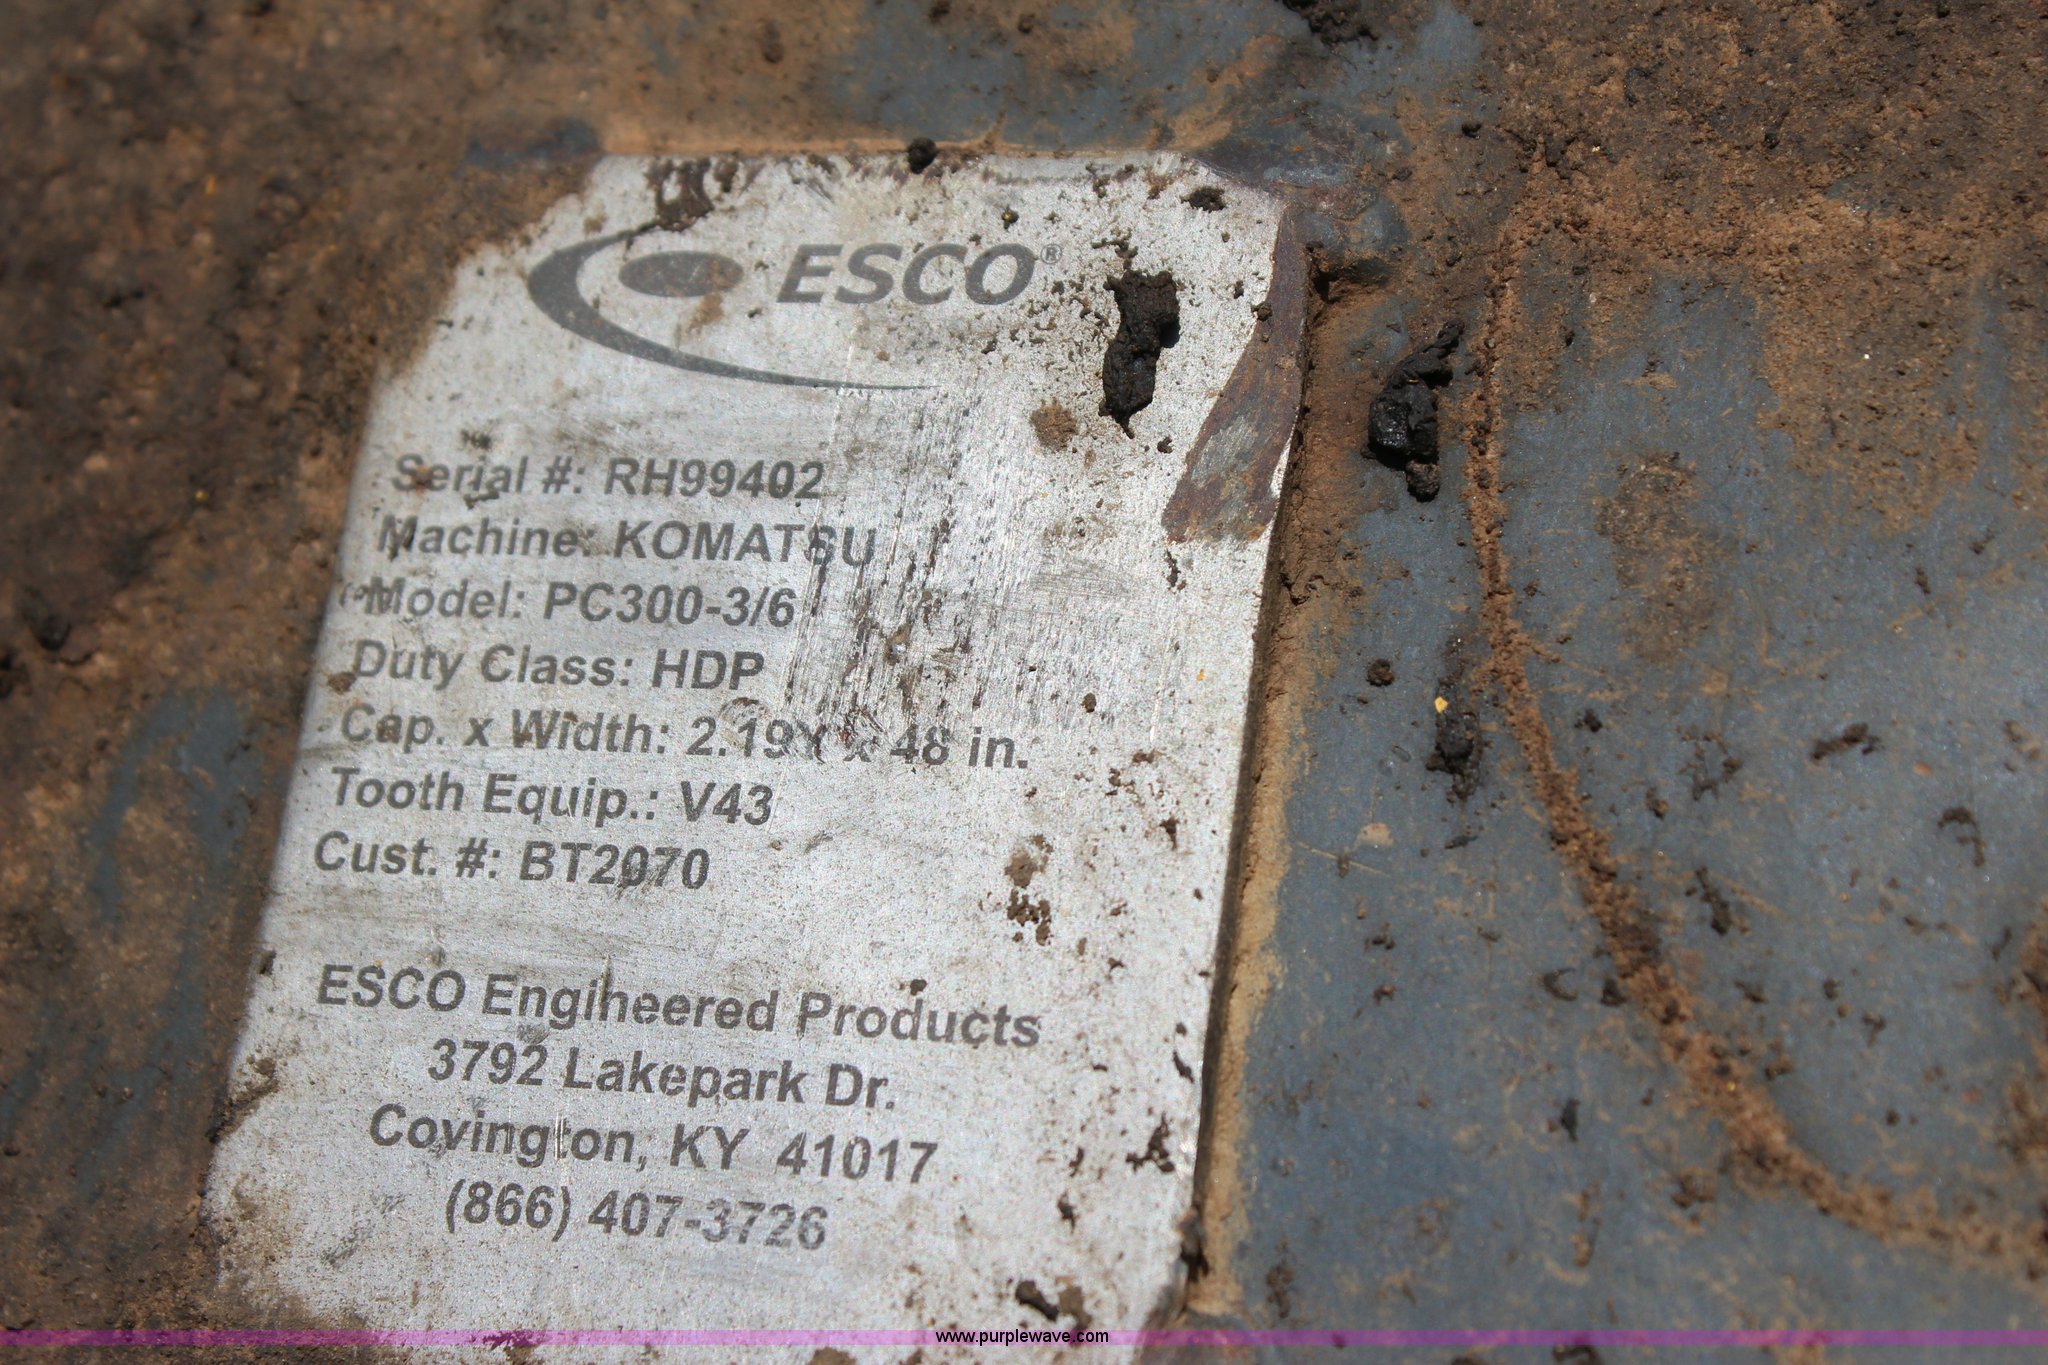 ESCO®
Serial #: RH99402
Machine: KOMATSU
Model: PC300-3/6
Duty Class: HDP
Cap. x Width: 2.19Y x 48 in.
Tooth Equip.: V43
Cust. #: BT2070
ESCO Engineered Products
3792 Lakepark Dr.
Covington, KY 41017
(866) 407-3726
www.purplewave.com